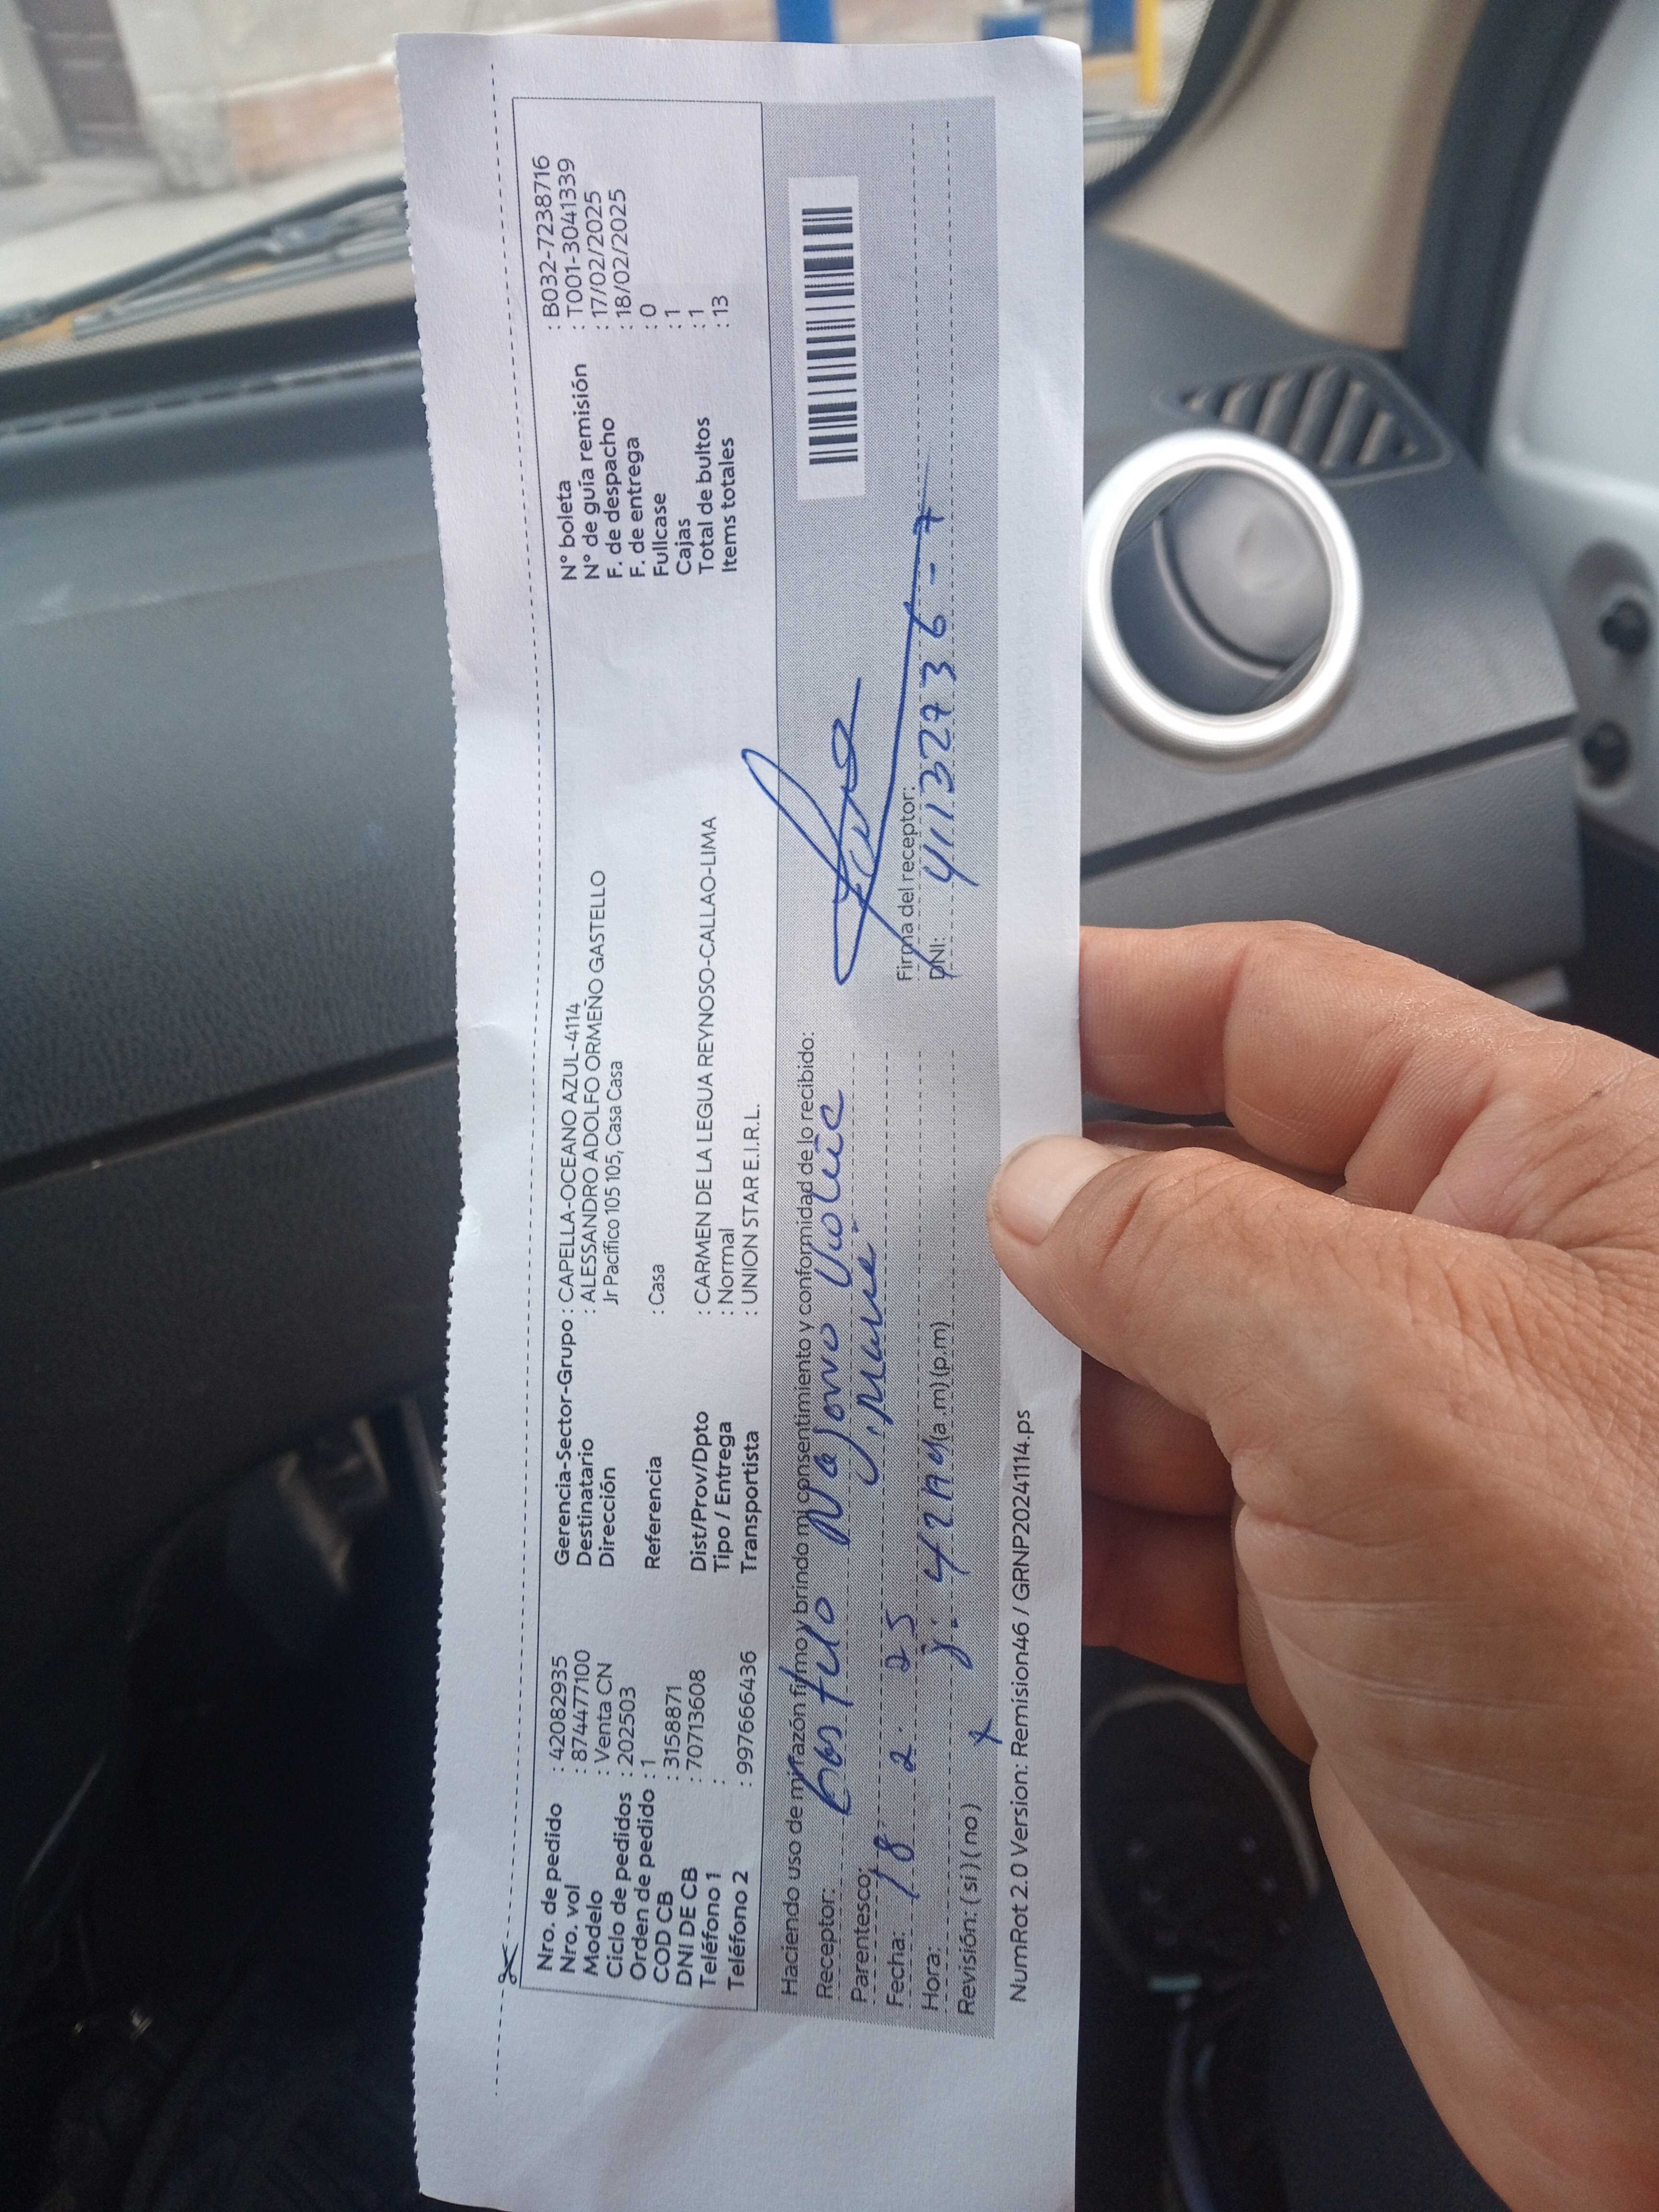 Nro. de pedido : 42082935
Nro. vol : 8744477100
Modelo : Venta CN
Ciclo de pedidos : 202503
Orden de pedido : 1
COD CB : 3158871
DNI DE CB : 70713608
Teléfono 1 :
Teléfono 2 : 997666436
Gerencia-Sector-Grupo : CAPELLA-OCEANO AZUL-4114
Destinatario : ALESSANDRO ADOLFO ORMEÑO GASTELLO
Dirección Jr Pacífico 105 105, Casa Casa
Referencia : Casa
Dist/Prov/Dpto : CARMEN DE LA LEGUA REYNOSO-CALLAO-LIMA
Tipo / Entrega : Normal
Transportista : UNION STAR E.I.R.L.
N° boleta : B032-7238716
N° de guía remisión : T001-3041339
F. de despacho : 17/02/2025
F. de entrega : 18/02/2025
Fullcase : 0
Cajas : 1
Total de bultos : 1
Items totales : 13
Haciendo uso de mi razón firmo y brindo mi consentimiento y conformidad de lo recibido:
Receptor:
Parentesco:
Fecha: 18 2. 25
Hora: 42 AM (a.m) (p.m)
Revisión: ( si ) ( no ) x
Firma del receptor:
DNI: 41132736-7
NumRot 2.0 Version: Remision46 / GRNP20241114.ps